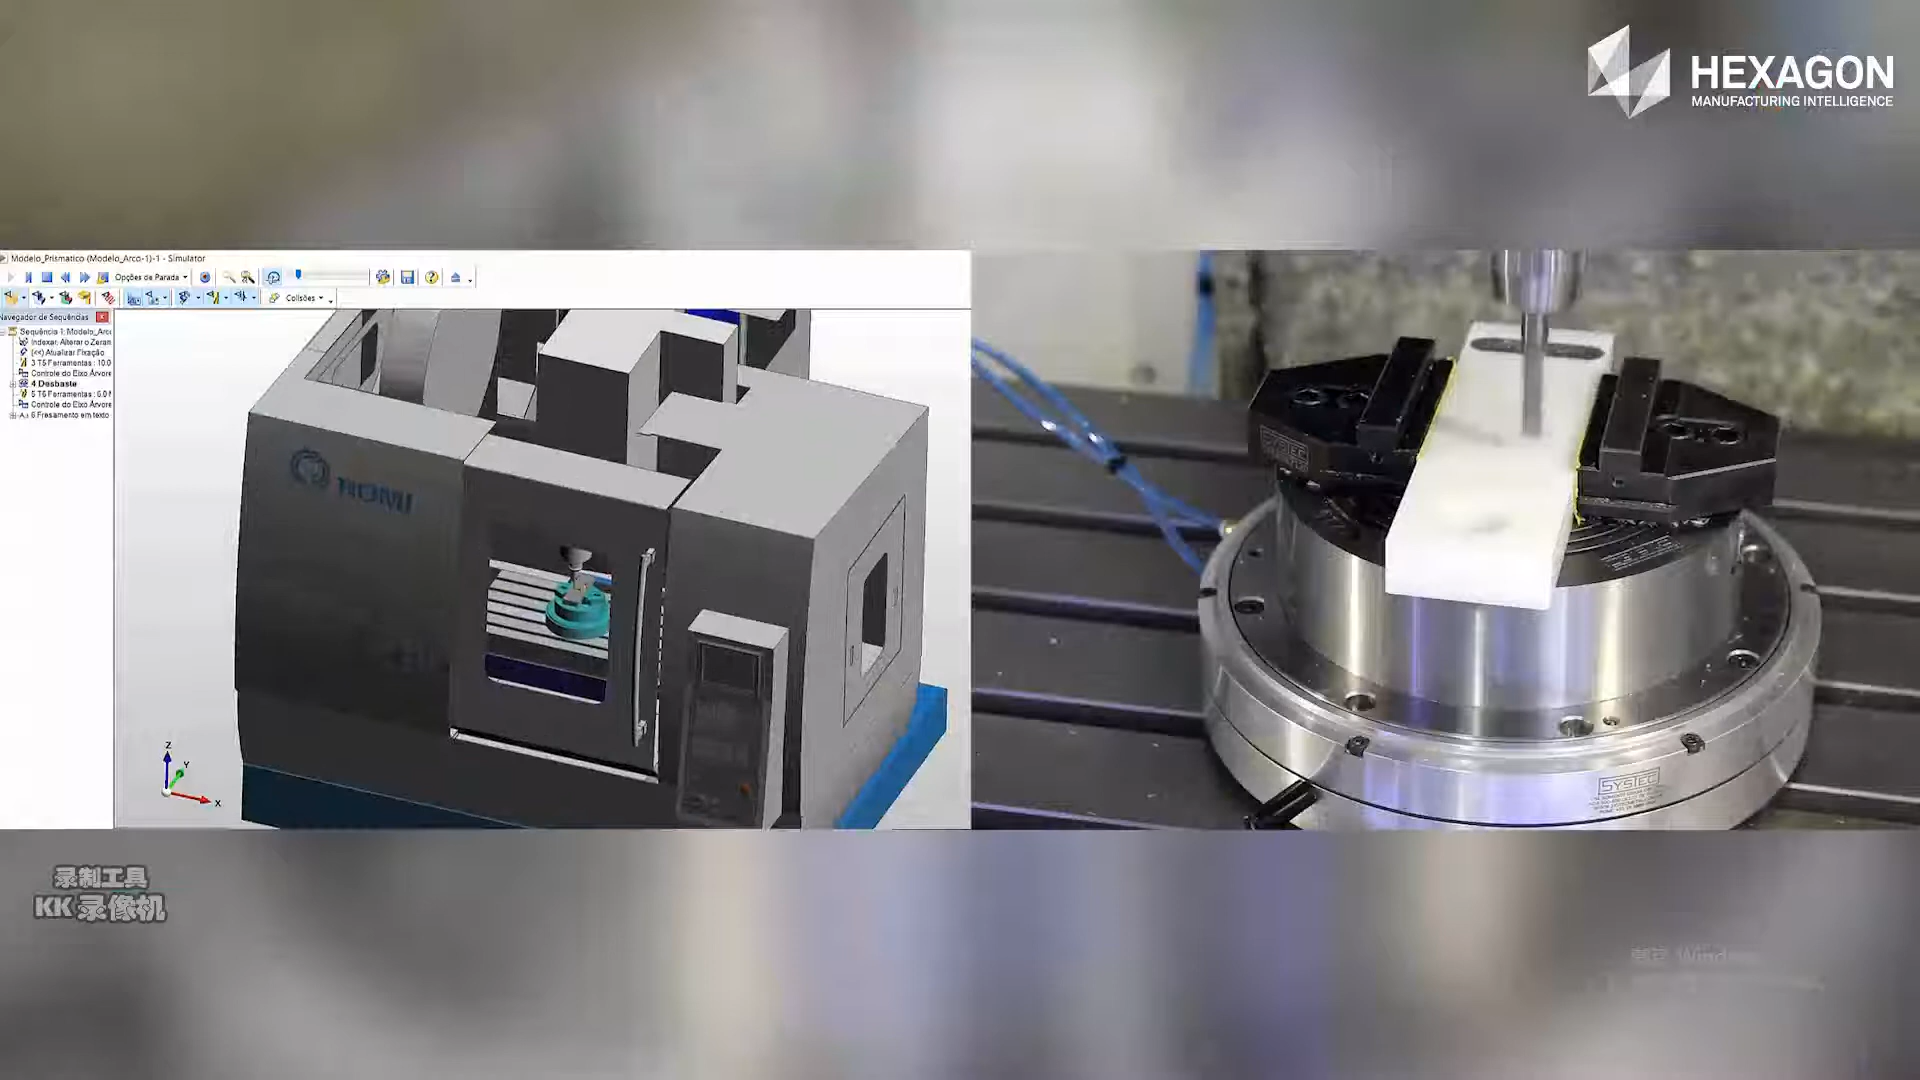 HEXAGON
MANUFACTURING INTELLIGENCE
Modelo_Prismatico (Modelo_Arco-1)-1 - Simulator
Opções de Parada
Colisões
Navegador de Sequências
Sequência 1: Modelo_Arc
Indexar: Alterar o Zeran
(<<) Atualizar Fixação
3 T5 Ferramentas : 10.0
Controle do Eixo Árvore
4 Desbaste
5 T6 Ferramentas : 6.0
Controle do Eixo Árvore
6 Fresamento em texto
ROMI
Z
Y
X
SYSTEC
SYSTEC
录制工具
KK 录像机
Windows